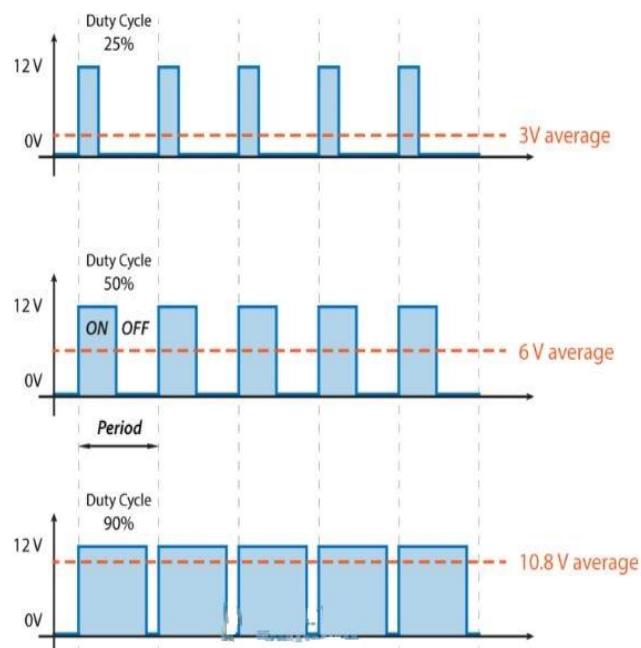 Duty Cycle
25%
12 V
0V
3V average
Duty Cycle
50%
12 V
ON OFF
6 V average
0V
Period
Duty Cycle
90%
12 V
10.8 V average
0V